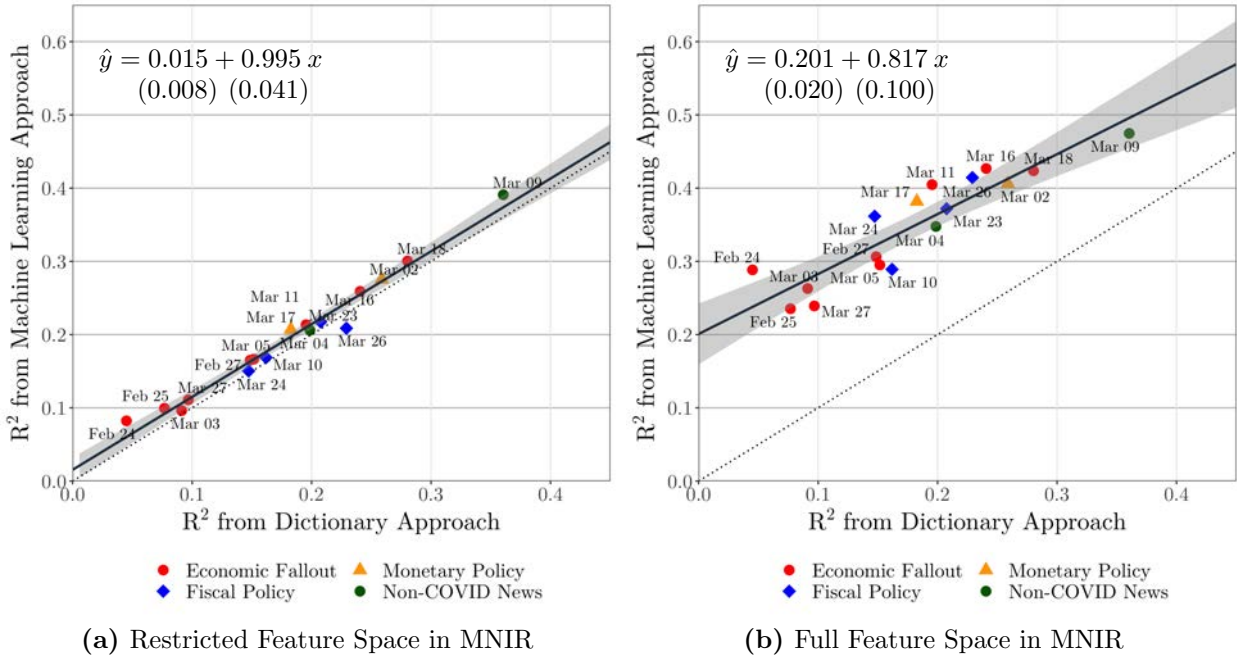 0.6
0.5
0.4
0.3
0.2
0.1
0.0
R² from Machine Learning Approach
ŷ = 0.015 + 0.995 x
(0.008) (0.041)
Mar 09
Mar 18
Mar 02
Mar 16
Mar 11
Mar 17
Mar 23
Mar 26
Mar 05
Mar 04
Feb 27
Mar 10
Mar 24
Feb 25
Mar 27
Mar 03
Feb 24
0.0 0.1 0.2 0.3 0.4
R² from Dictionary Approach
Economic Fallout
Monetary Policy
Fiscal Policy
Non-COVID News
(a) Restricted Feature Space in MNIR
0.6
0.5
0.4
0.3
0.2
0.1
0.0
R² from Machine Learning Approach
ŷ = 0.201 + 0.817 x
(0.020) (0.100)
Mar 09
Mar 16
Mar 18
Mar 11
Mar 17
Mar 26
Mar 02
Mar 24
Mar 23
Mar 04
Feb 27
Feb 24
Mar 03
Mar 05
Mar 10
Feb 25
Mar 27
0.0 0.1 0.2 0.3 0.4
R² from Dictionary Approach
Economic Fallout
Monetary Policy
Fiscal Policy
Non-COVID News
(b) Full Feature Space in MNIR